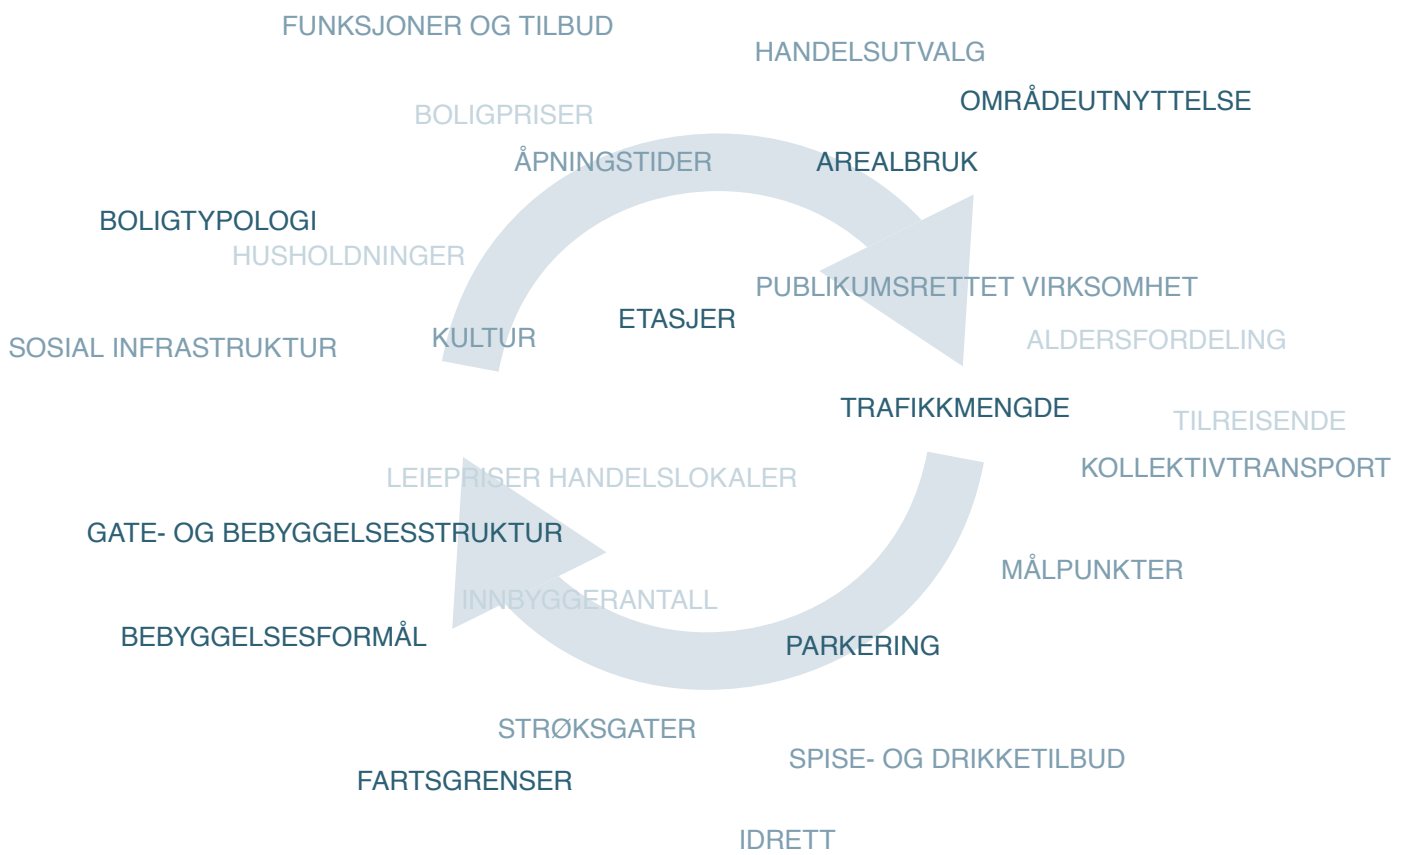 FUNKSJONER OG TILBUD
HANDELSUTVALG
OMRÅDEUTNYTTELSE
BOLIGPRISER
ÅPNINGSTIDER
AREALBRUK
BOLIGTYPOLOGI
HUSHOLDNINGER
PUBLIKUMSRETTET VIRKSOMHET
ETASJER
KULTUR
ALDERSFORDELING
SOSIAL INFRASTRUKTUR
TRAFIKKMENGDE
TILREISENDE
KOLLEKTIVTRANSPORT
LEIEPRISER HANDELSLOKALER
GATE- OG BEBYGGELSESSTRUKTUR
MÅLPUNKTER
INNBYGGERANTALL
BEBYGGELSESFORMÅL
PARKERING
STRØKSGATER
SPISE- OG DRIKKETILBUD
FARTSGRENSER
IDRETT